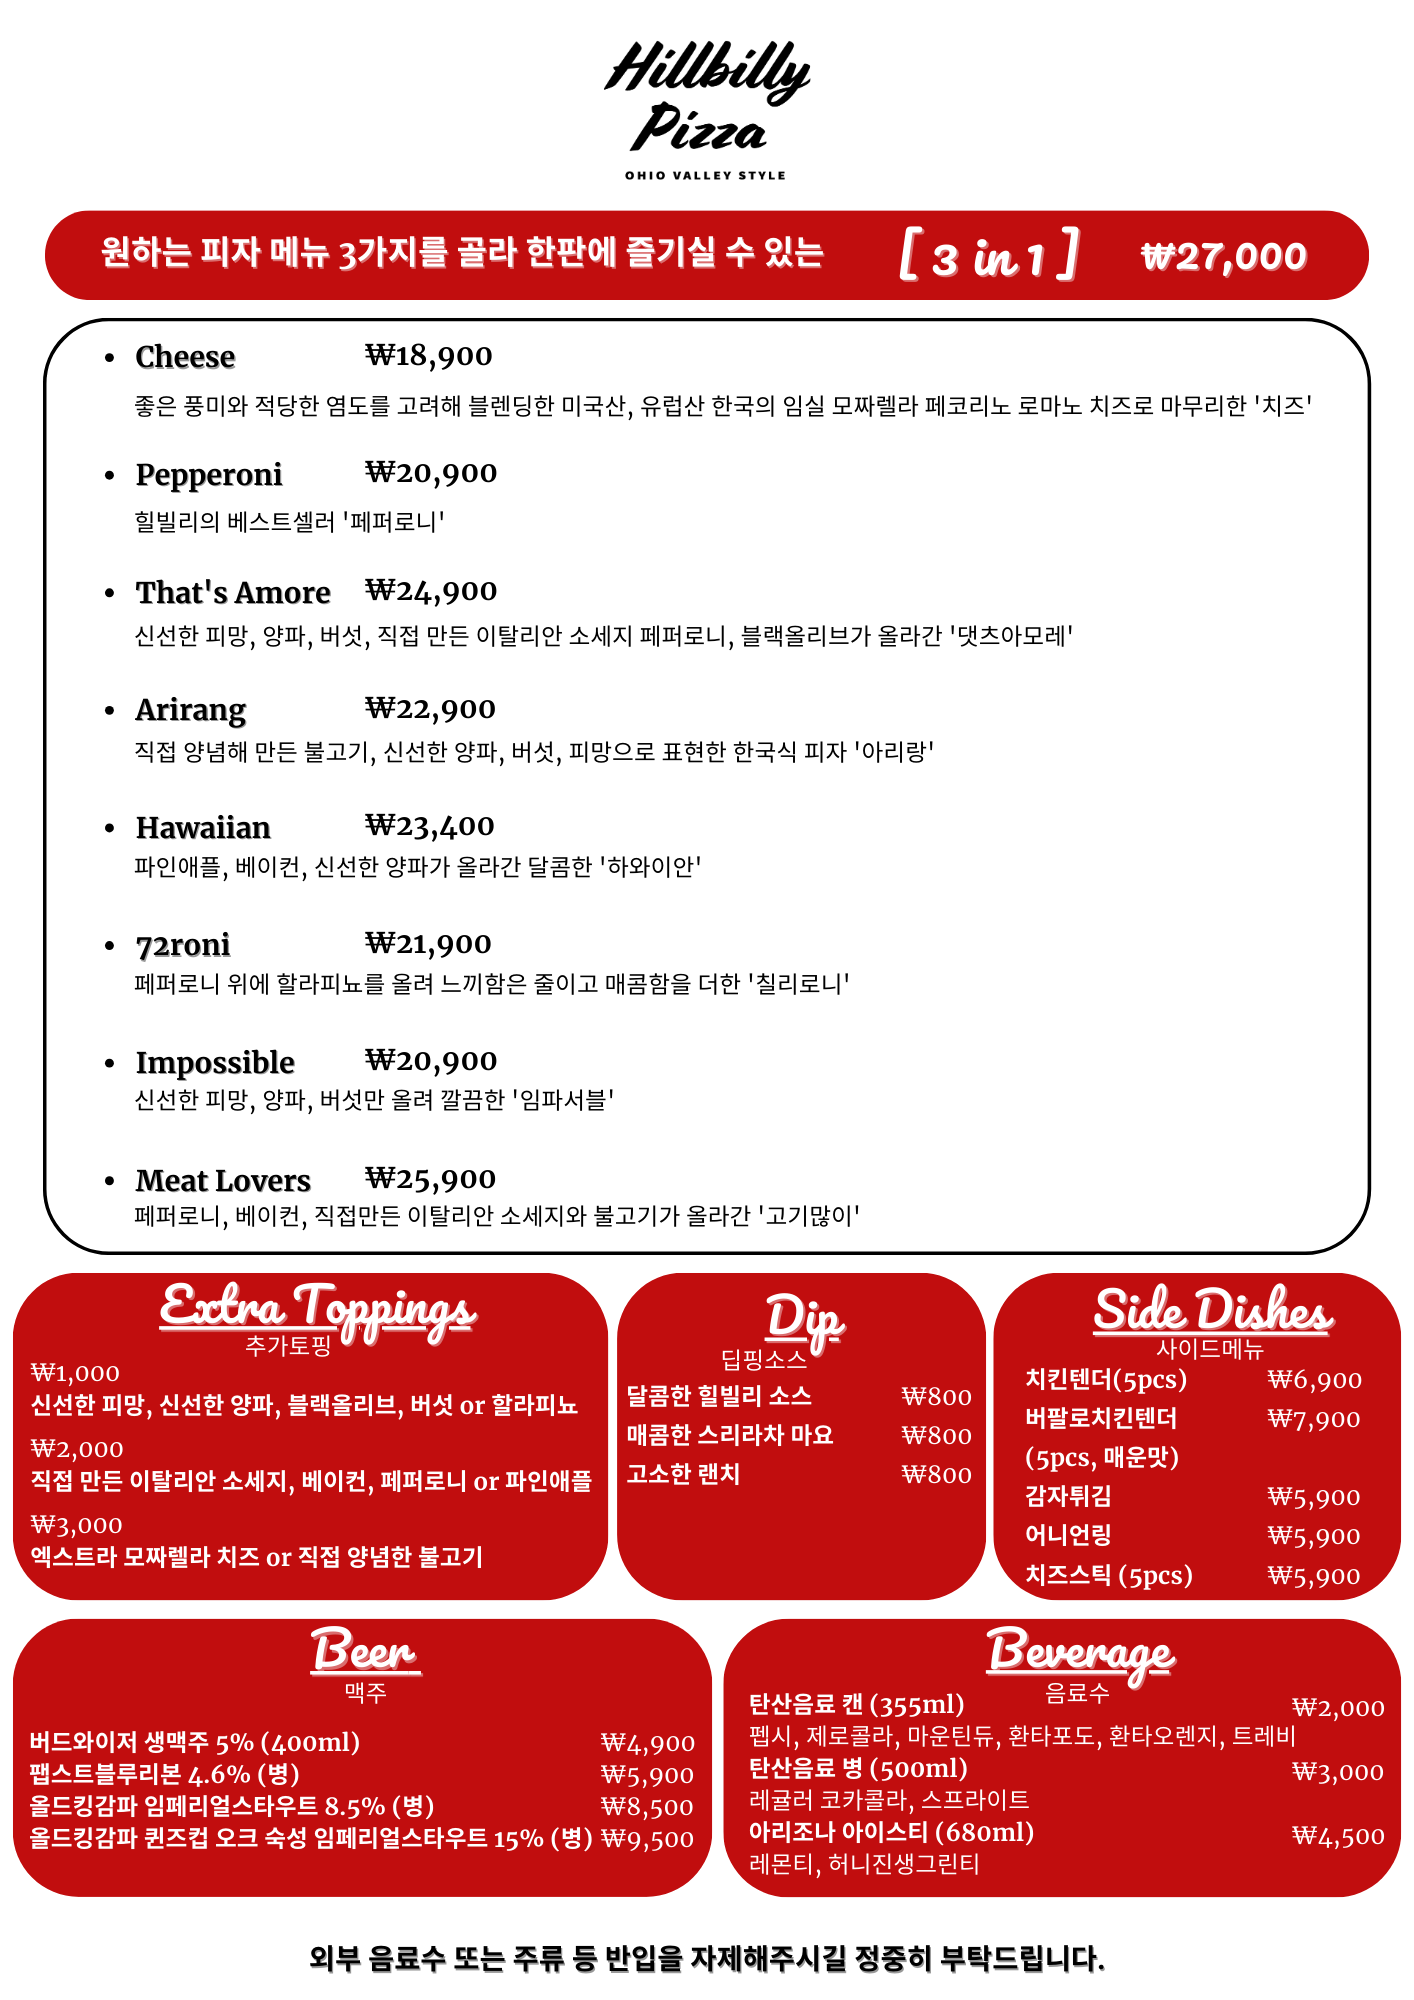 Hillbilly
Pizza
OHIO VALLEY STYLE
원하는 피자 메뉴 3가지를 골라 한판에 즐기실 수 있는 [ 3 in 1 ] ₩27,000
• Cheese ₩18,900
좋은 풍미와 적당한 염도를 고려해 블렌딩한 미국산, 유럽산 한국의 임실 모짜렐라 페코리노 로마노 치즈로 마무리한 '치즈'
• Pepperoni ₩20,900
힐빌리의 베스트셀러 '페퍼로니'
• That's Amore ₩24,900
신선한 피망, 양파, 버섯, 직접 만든 이탈리안 소세지 페퍼로니, 블랙올리브가 올라간 '댓츠아모레'
• Arirang ₩22,900
직접 양념해 만든 불고기, 신선한 양파, 버섯, 피망으로 표현한 한국식 피자 '아리랑'
• Hawaiian ₩23,400
파인애플, 베이컨, 신선한 양파가 올라간 달콤한 '하와이안'
• 72roni ₩21,900
페퍼로니 위에 할라피뇨를 올려 느끼함은 줄이고 매콤함을 더한 '칠리로니'
• Impossible ₩20,900
신선한 피망, 양파, 버섯만 올려 깔끔한 '임파서블'
• Meat Lovers ₩25,900
페퍼로니, 베이컨, 직접만든 이탈리안 소세지와 불고기가 올라간 '고기많이'
Extra Toppings
추가토핑
₩1,000
신선한 피망, 신선한 양파, 블랙올리브, 버섯 or 할라피뇨
₩2,000
직접 만든 이탈리안 소세지, 베이컨, 페퍼로니 or 파인애플
₩3,000
엑스트라 모짜렐라 치즈 or 직접 양념한 불고기
Dip
딥핑소스
달콤한 힐빌리 소스 ₩800
매콤한 스리라차 마요 ₩800
고소한 랜치 ₩800
Side Dishes
사이드메뉴
치킨텐더(5pcs) ₩6,900
버팔로치킨텐더 ₩7,900
(5pcs, 매운맛)
감자튀김 ₩5,900
어니언링 ₩5,900
치즈스틱 (5pcs) ₩5,900
Beer
맥주
버드와이저 생맥주 5% (400ml) ₩4,900
팹스트블루리본 4.6% (병) ₩5,900
올드킹감파 임페리얼스타우트 8.5% (병) ₩8,500
올드킹감파 퀸즈컵 오크 숙성 임페리얼스타우트 15% (병) ₩9,500
Beverage
음료수
탄산음료 캔 (355ml) ₩2,000
펩시, 제로콜라, 마운틴듀, 환타포도, 환타오렌지, 트레비
탄산음료 병 (500ml) ₩3,000
레귤러 코카콜라, 스프라이트
아리조나 아이스티 (680ml) ₩4,500
레몬티, 허니진생그린티
외부 음료수 또는 주류 등 반입을 자제해주시길 정중히 부탁드립니다.